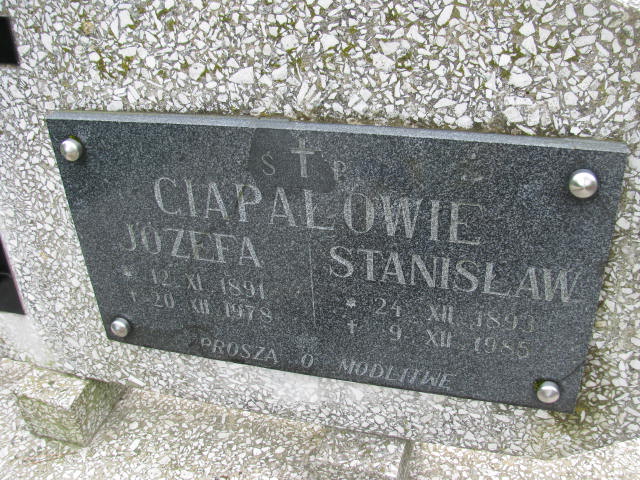 S † P
CIAPAŁOWIE
JÓZEFA
* 12 XI 1891
† 20 XII 1978
STANISŁAW
* 24 XII 1893
† 9 XII 1985
PROSZĄ O MODLITWĘ